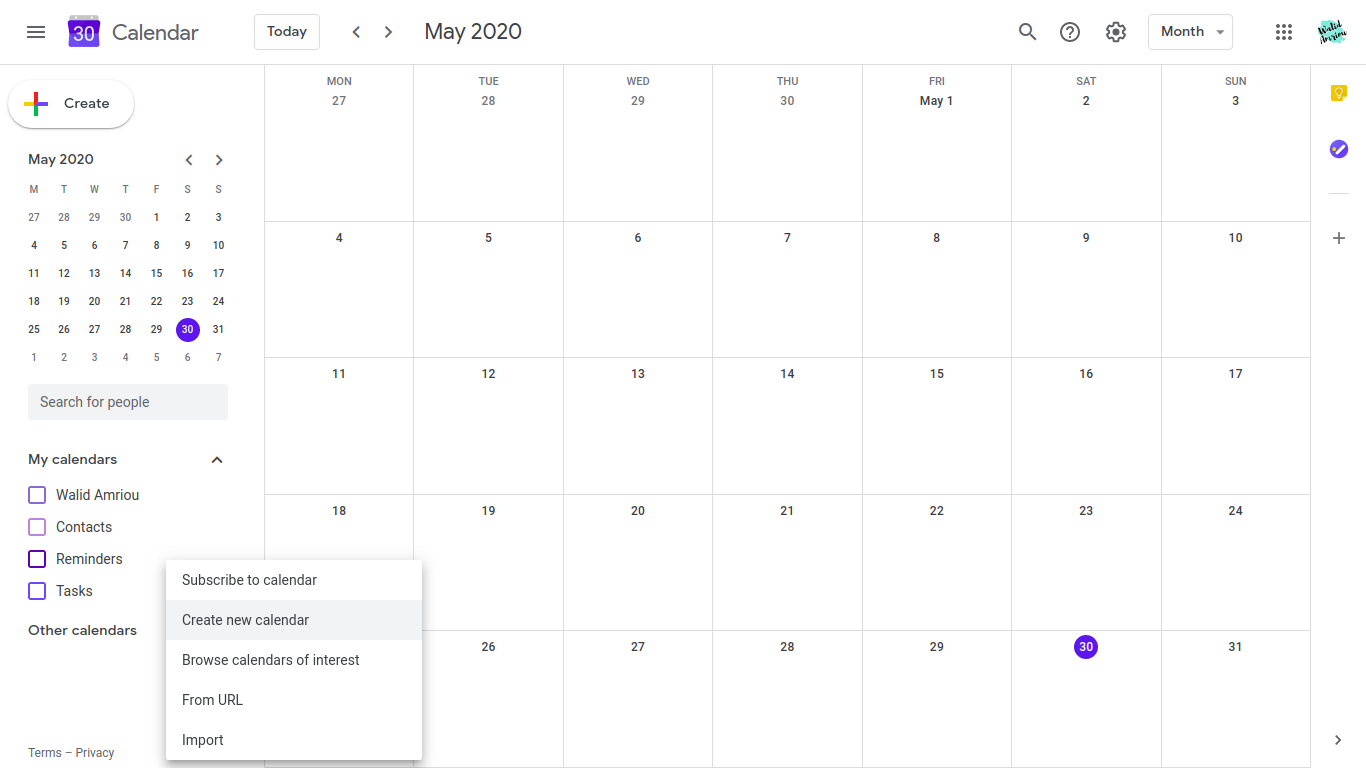 30 Calendar Today May 2020 Month Walid Amriou
Create
May 2020
M T W T F S S
27 28 29 30 1 2 3
4 5 6 7 8 9 10
11 12 13 14 15 16 17
18 19 20 21 22 23 24
25 26 27 28 29 30 31
1 2 3 4 5 6 7
Search for people
My calendars
Walid Amriou
Contacts
Reminders
Tasks
Other calendars
Terms – Privacy
Subscribe to calendar
Create new calendar
Browse calendars of interest
From URL
Import
MON TUE WED THU FRI SAT SUN
27 28 29 30 May 1 2 3
4 5 6 7 8 9 10
11 12 13 14 15 16 17
18 19 20 21 22 23 24
26 27 28 29 30 31